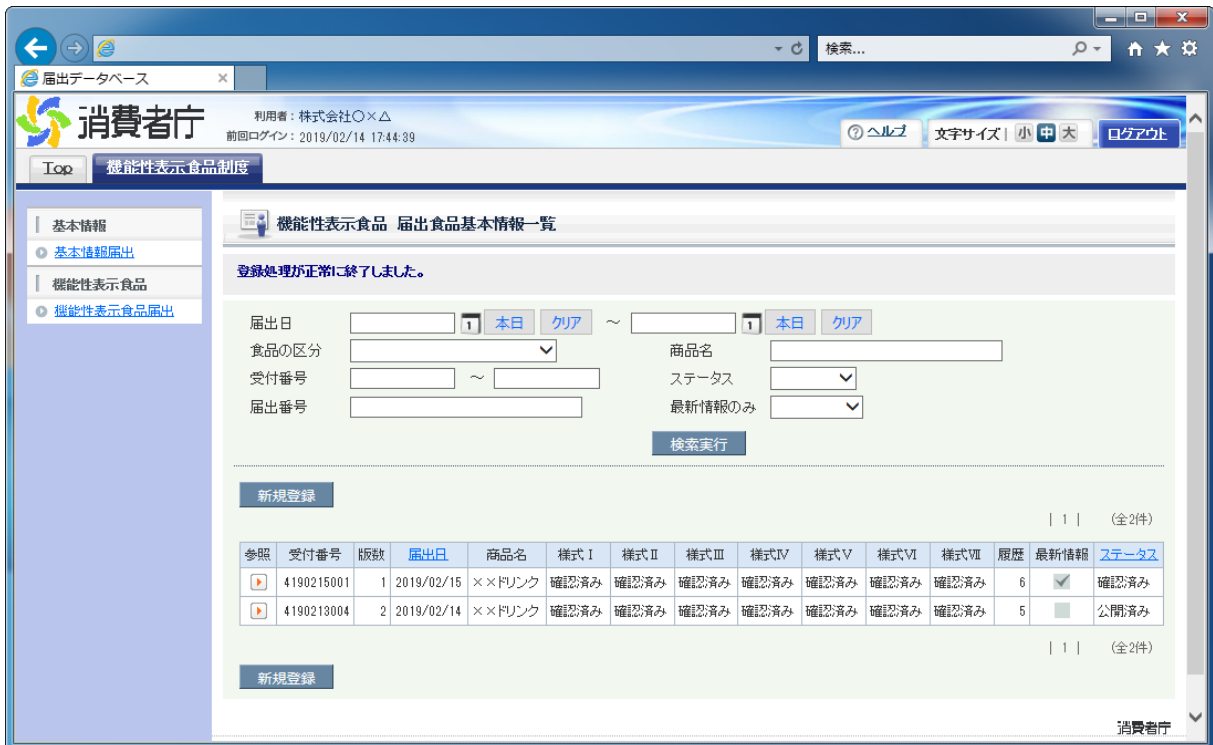 検索...
届出データベース
消費者庁
利用者：株式会社○×△
前回ログイン：2019/02/14 17:44:39
ヘルプ 文字サイズ| 小 中 大 ログアウト
Top 機能性表示食品制度
基本情報
基本情報届出
機能性表示食品
機能性表示食品届出
機能性表示食品 届出食品基本情報一覧
登録処理が正常に終了しました。
届出日 1 本日 クリア ～ 1 本日 クリア
食品の区分 商品名
受付番号 ～ ステータス
届出番号 最新情報のみ
検索実行
新規登録
| 1 | (全2件)
参照 受付番号 版数 届出日 商品名 様式Ⅰ 様式Ⅱ 様式Ⅲ 様式Ⅳ 様式Ⅴ 様式Ⅵ 様式Ⅶ 履歴 最新情報 ステータス
4190215001 1 2019/02/15 ××ドリンク 確認済み 確認済み 確認済み 確認済み 確認済み 確認済み 確認済み 6 確認済み
4190213004 2 2019/02/14 ××ドリンク 確認済み 確認済み 確認済み 確認済み 確認済み 確認済み 確認済み 5 公開済み
| 1 | (全2件)
新規登録
消費者庁